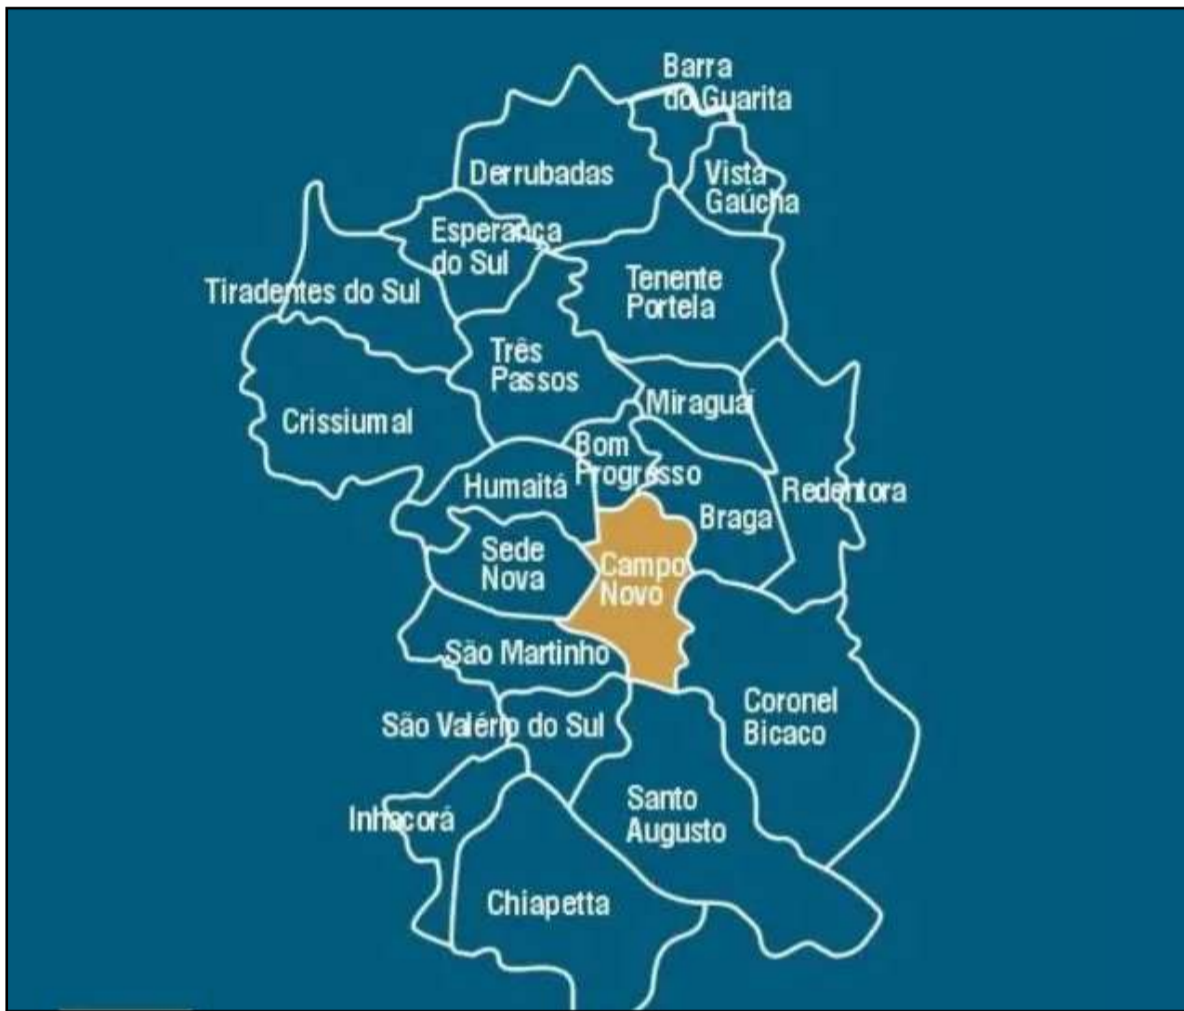 Barra
do Guarita
Derrubadas
Vista
Gaúcha
Esperança
do Sul
Tiradentes do Sul
Tenente
Portela
Três
Passos
Miraguaí
Crissiumal
Bom
Progresso
Humaitá
Redentora
Braga
Sede
Nova
Campo
Novo
São Martinho
Coronel
Bicaco
São Valério do Sul
Santo
Augusto
Inhacorá
Chiapetta